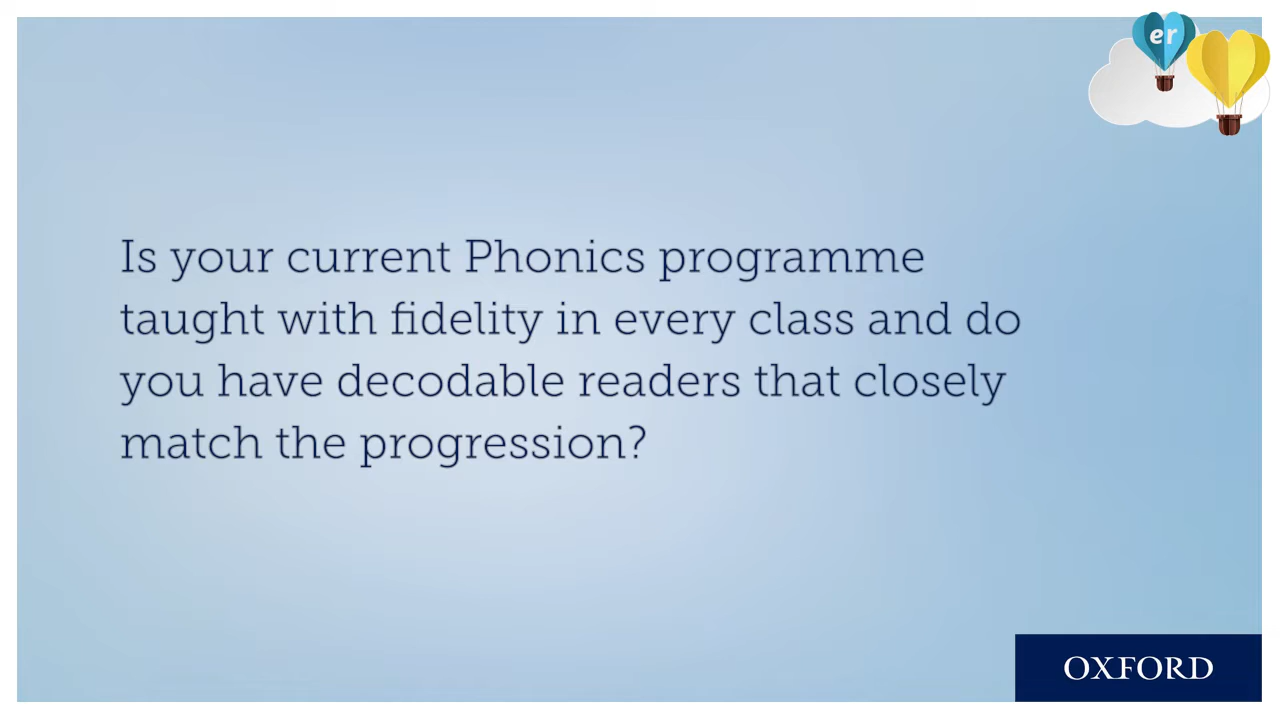 er
Is your current Phonics programme
taught with fidelity in every class and do
you have decodable readers that closely
match the progression?
OXFORD